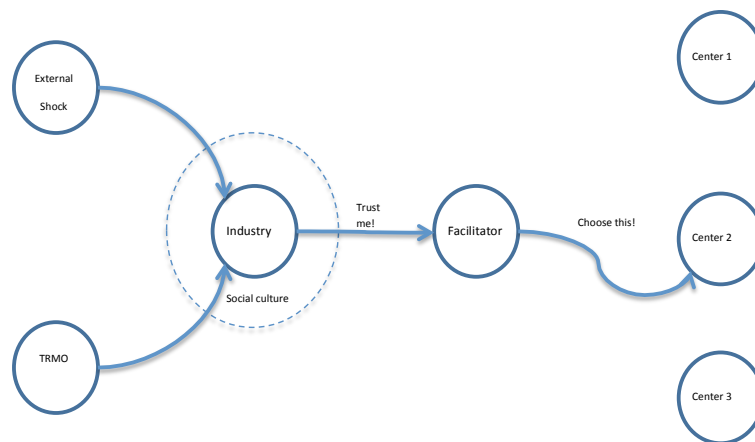 External
Shock
Center 1
Industry
Trust
me!
Facilitator
Choose this!
Center 2
Social culture
TRMO
Center 3